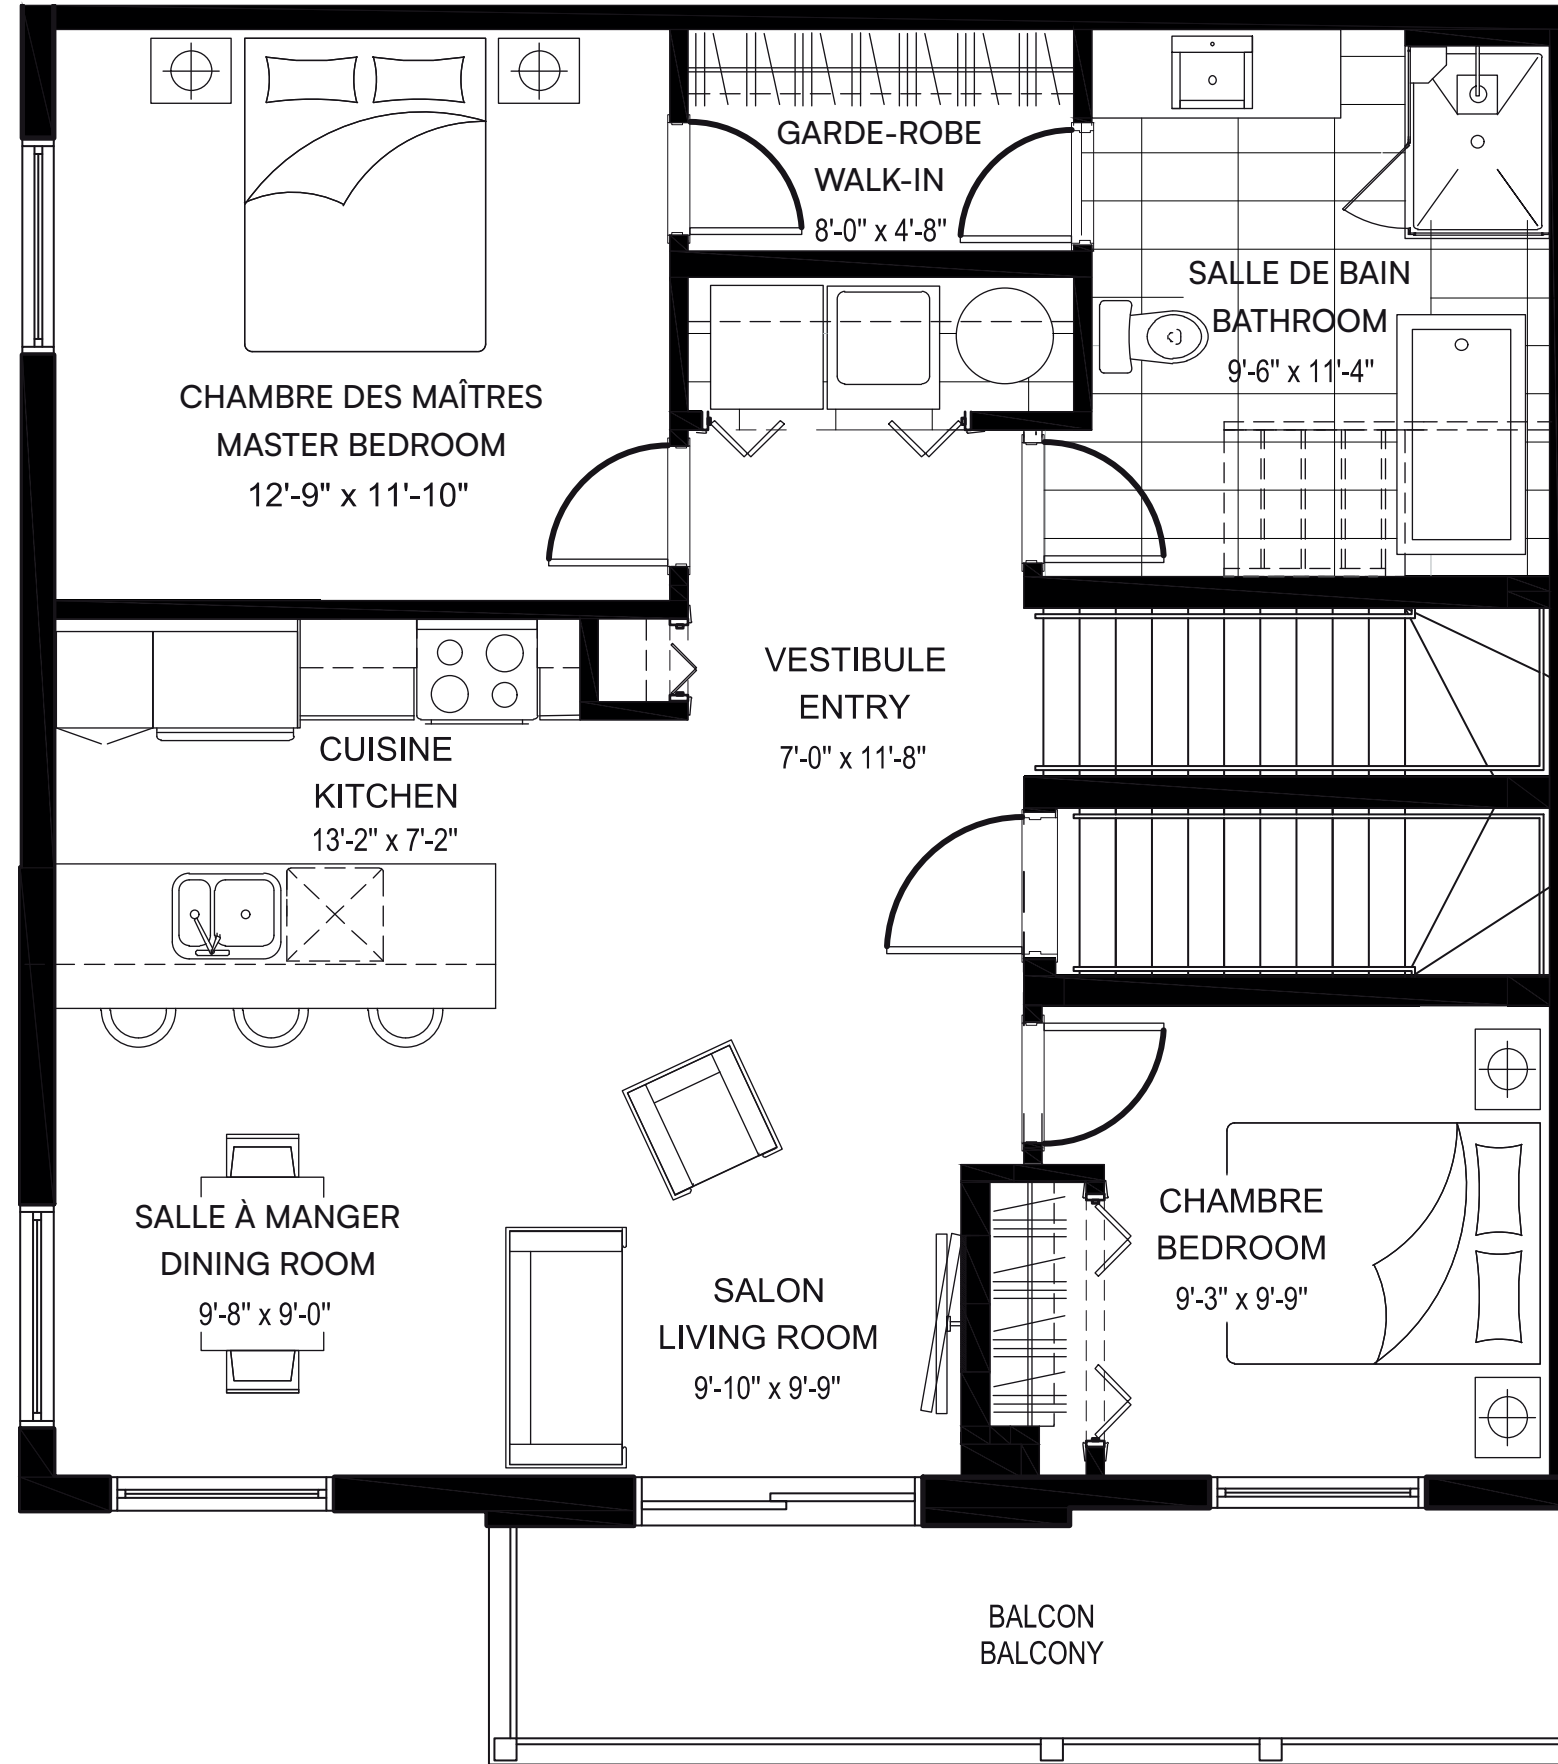 GARDE-ROBE
WALK-IN
8'-0" x 4'-8"
SALLE DE BAIN
BATHROOM
9'-6" x 11'-4"
CHAMBRE DES MAÎTRES
MASTER BEDROOM
12'-9" x 11'-10"
VESTIBULE
ENTRY
7'-0" x 11'-8"
CUISINE
KITCHEN
13'-2" x 7'-2"
SALLE À MANGER
DINING ROOM
9'-8" x 9'-0"
SALON
LIVING ROOM
9'-10" x 9'-9"
CHAMBRE
BEDROOM
9'-3" x 9'-9"
BALCON
BALCONY